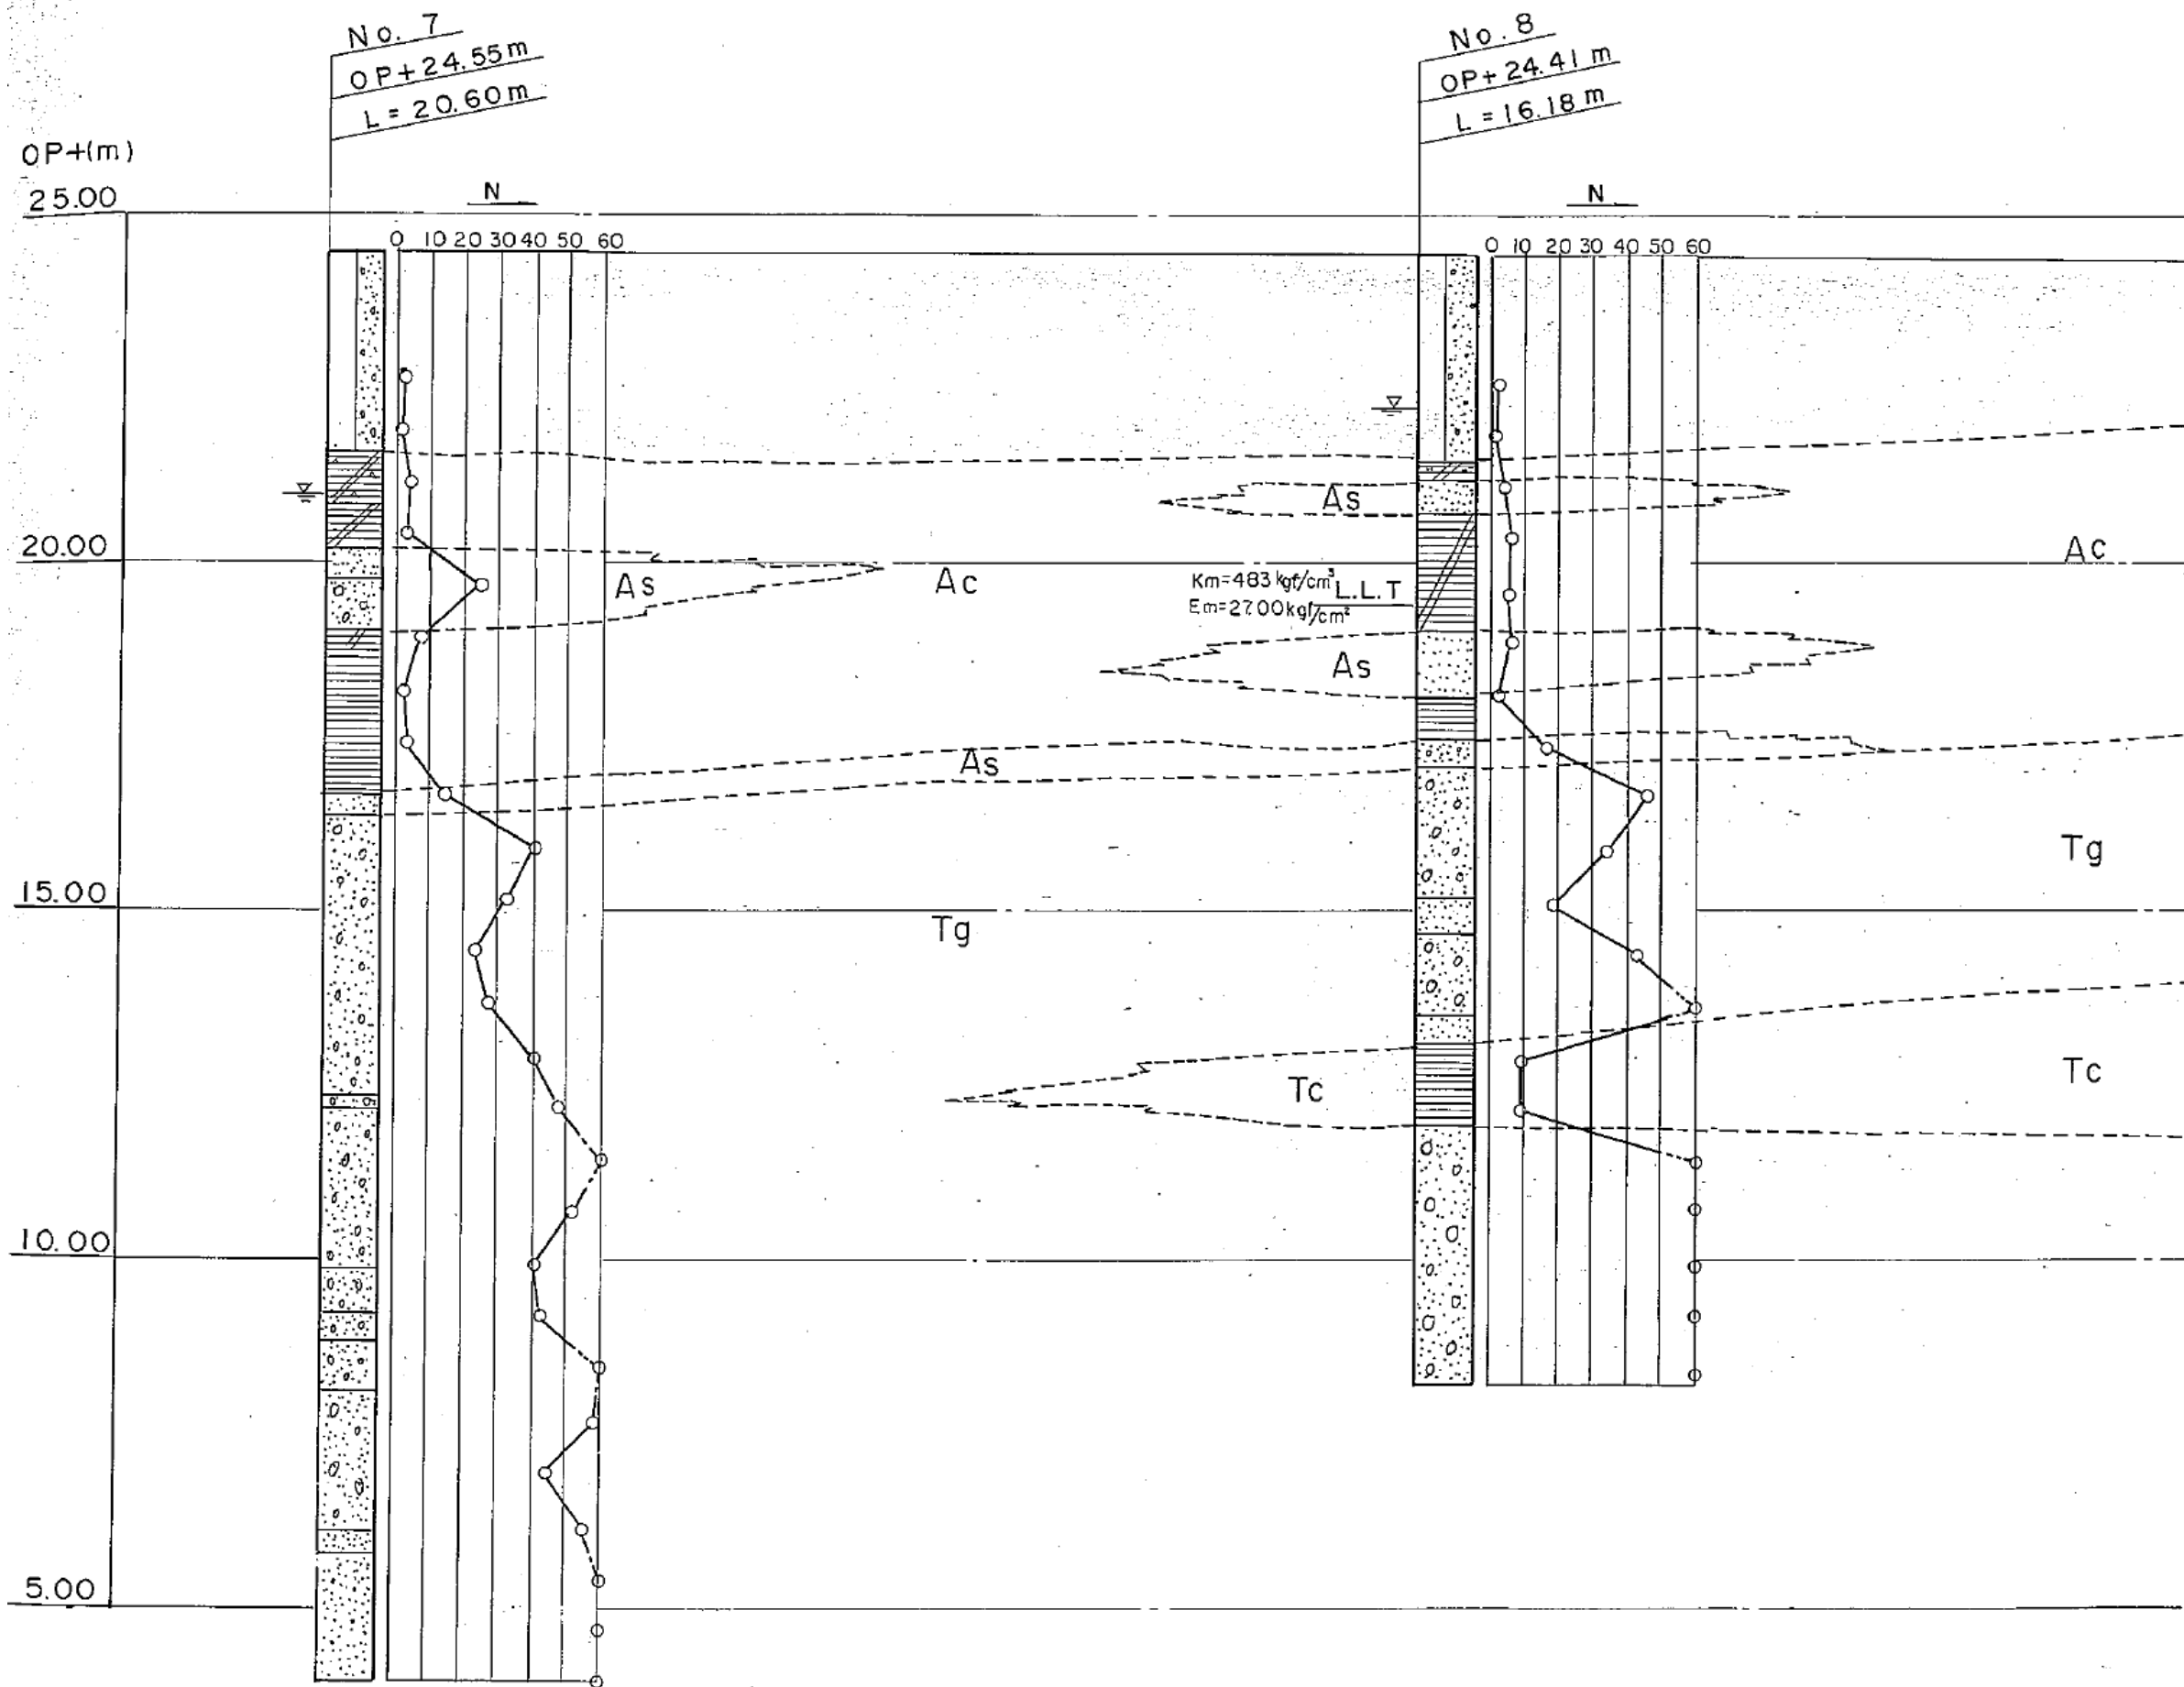 No. 7
OP+24.55m
L=20.60m
No. 8
OP+24.41m
L=16.18m
OP+(m)
25.00
N
N
0 10 20 30 40 50 60
0 10 20 30 40 50 60
As
20.00
As
Ac
Km=483kgf/cm³
L.L.T
Em=2700kgf/cm²
Ac
As
As
Tg
15.00
Tg
Tc
Tc
10.00
5.00